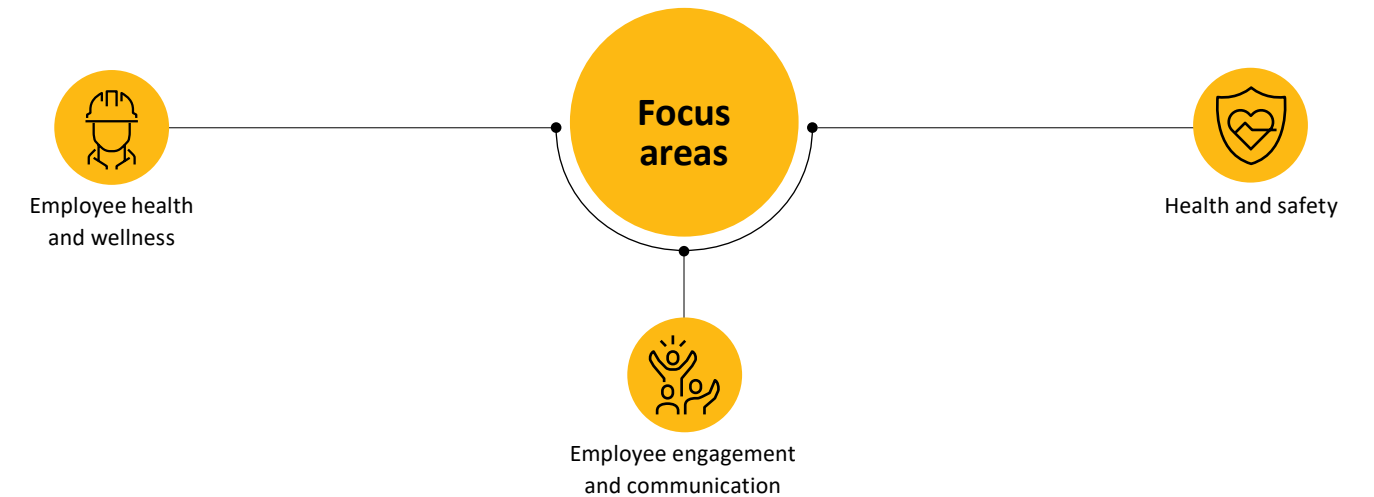 Focus
areas
Employee health
and wellness
Health and safety
Employee engagement
and communication